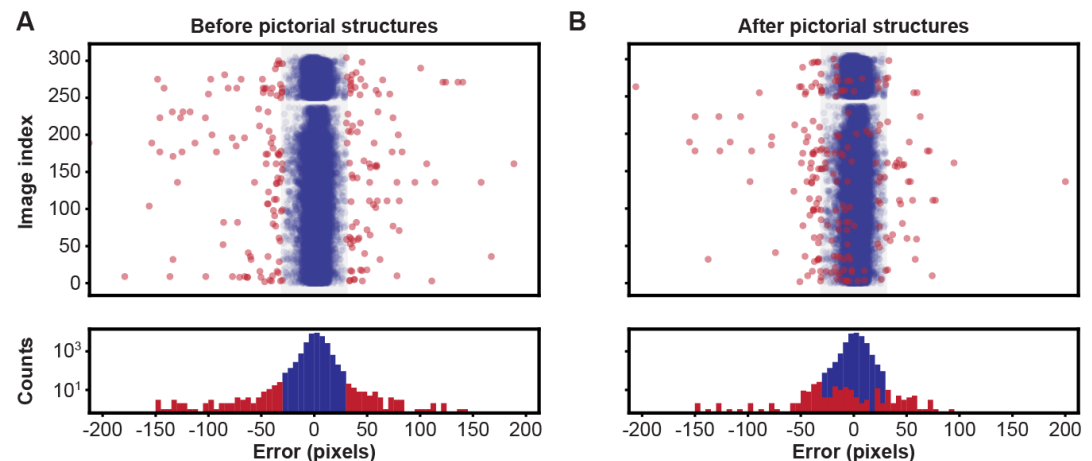 A
Before pictorial structures
B
After pictorial structures
Image index
300
250
200
150
100
50
0
Counts
10³
10¹
-200 -150 -100 -50 0 50 100 150 200
Error (pixels)
-200 -150 -100 -50 0 50 100 150 200
Error (pixels)